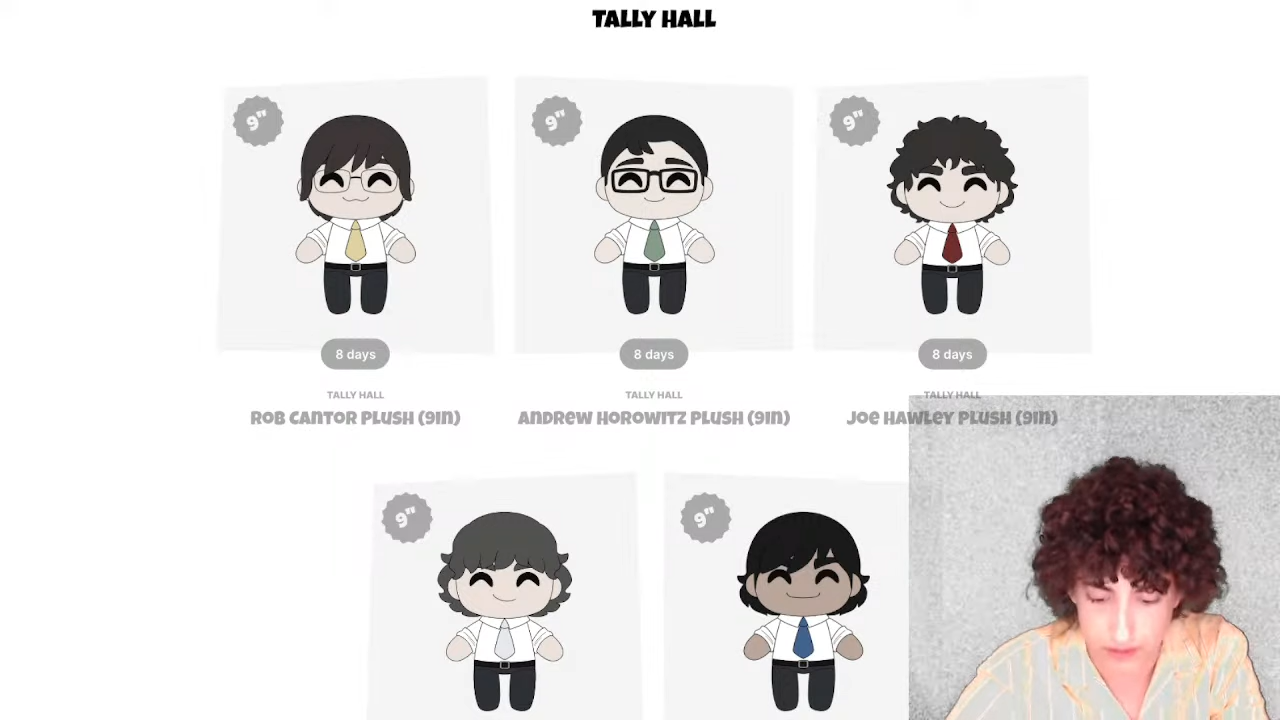 TALLY HALL
9" 9" 9"
8 days 8 days 8 days
TALLY HALL TALLY HALL TALLY HALL
ROB CANTOR PLUSH (9IN) ANDREW HOROWITZ PLUSH (9IN) JOE HAWLEY PLUSH (9IN)
9" 9"